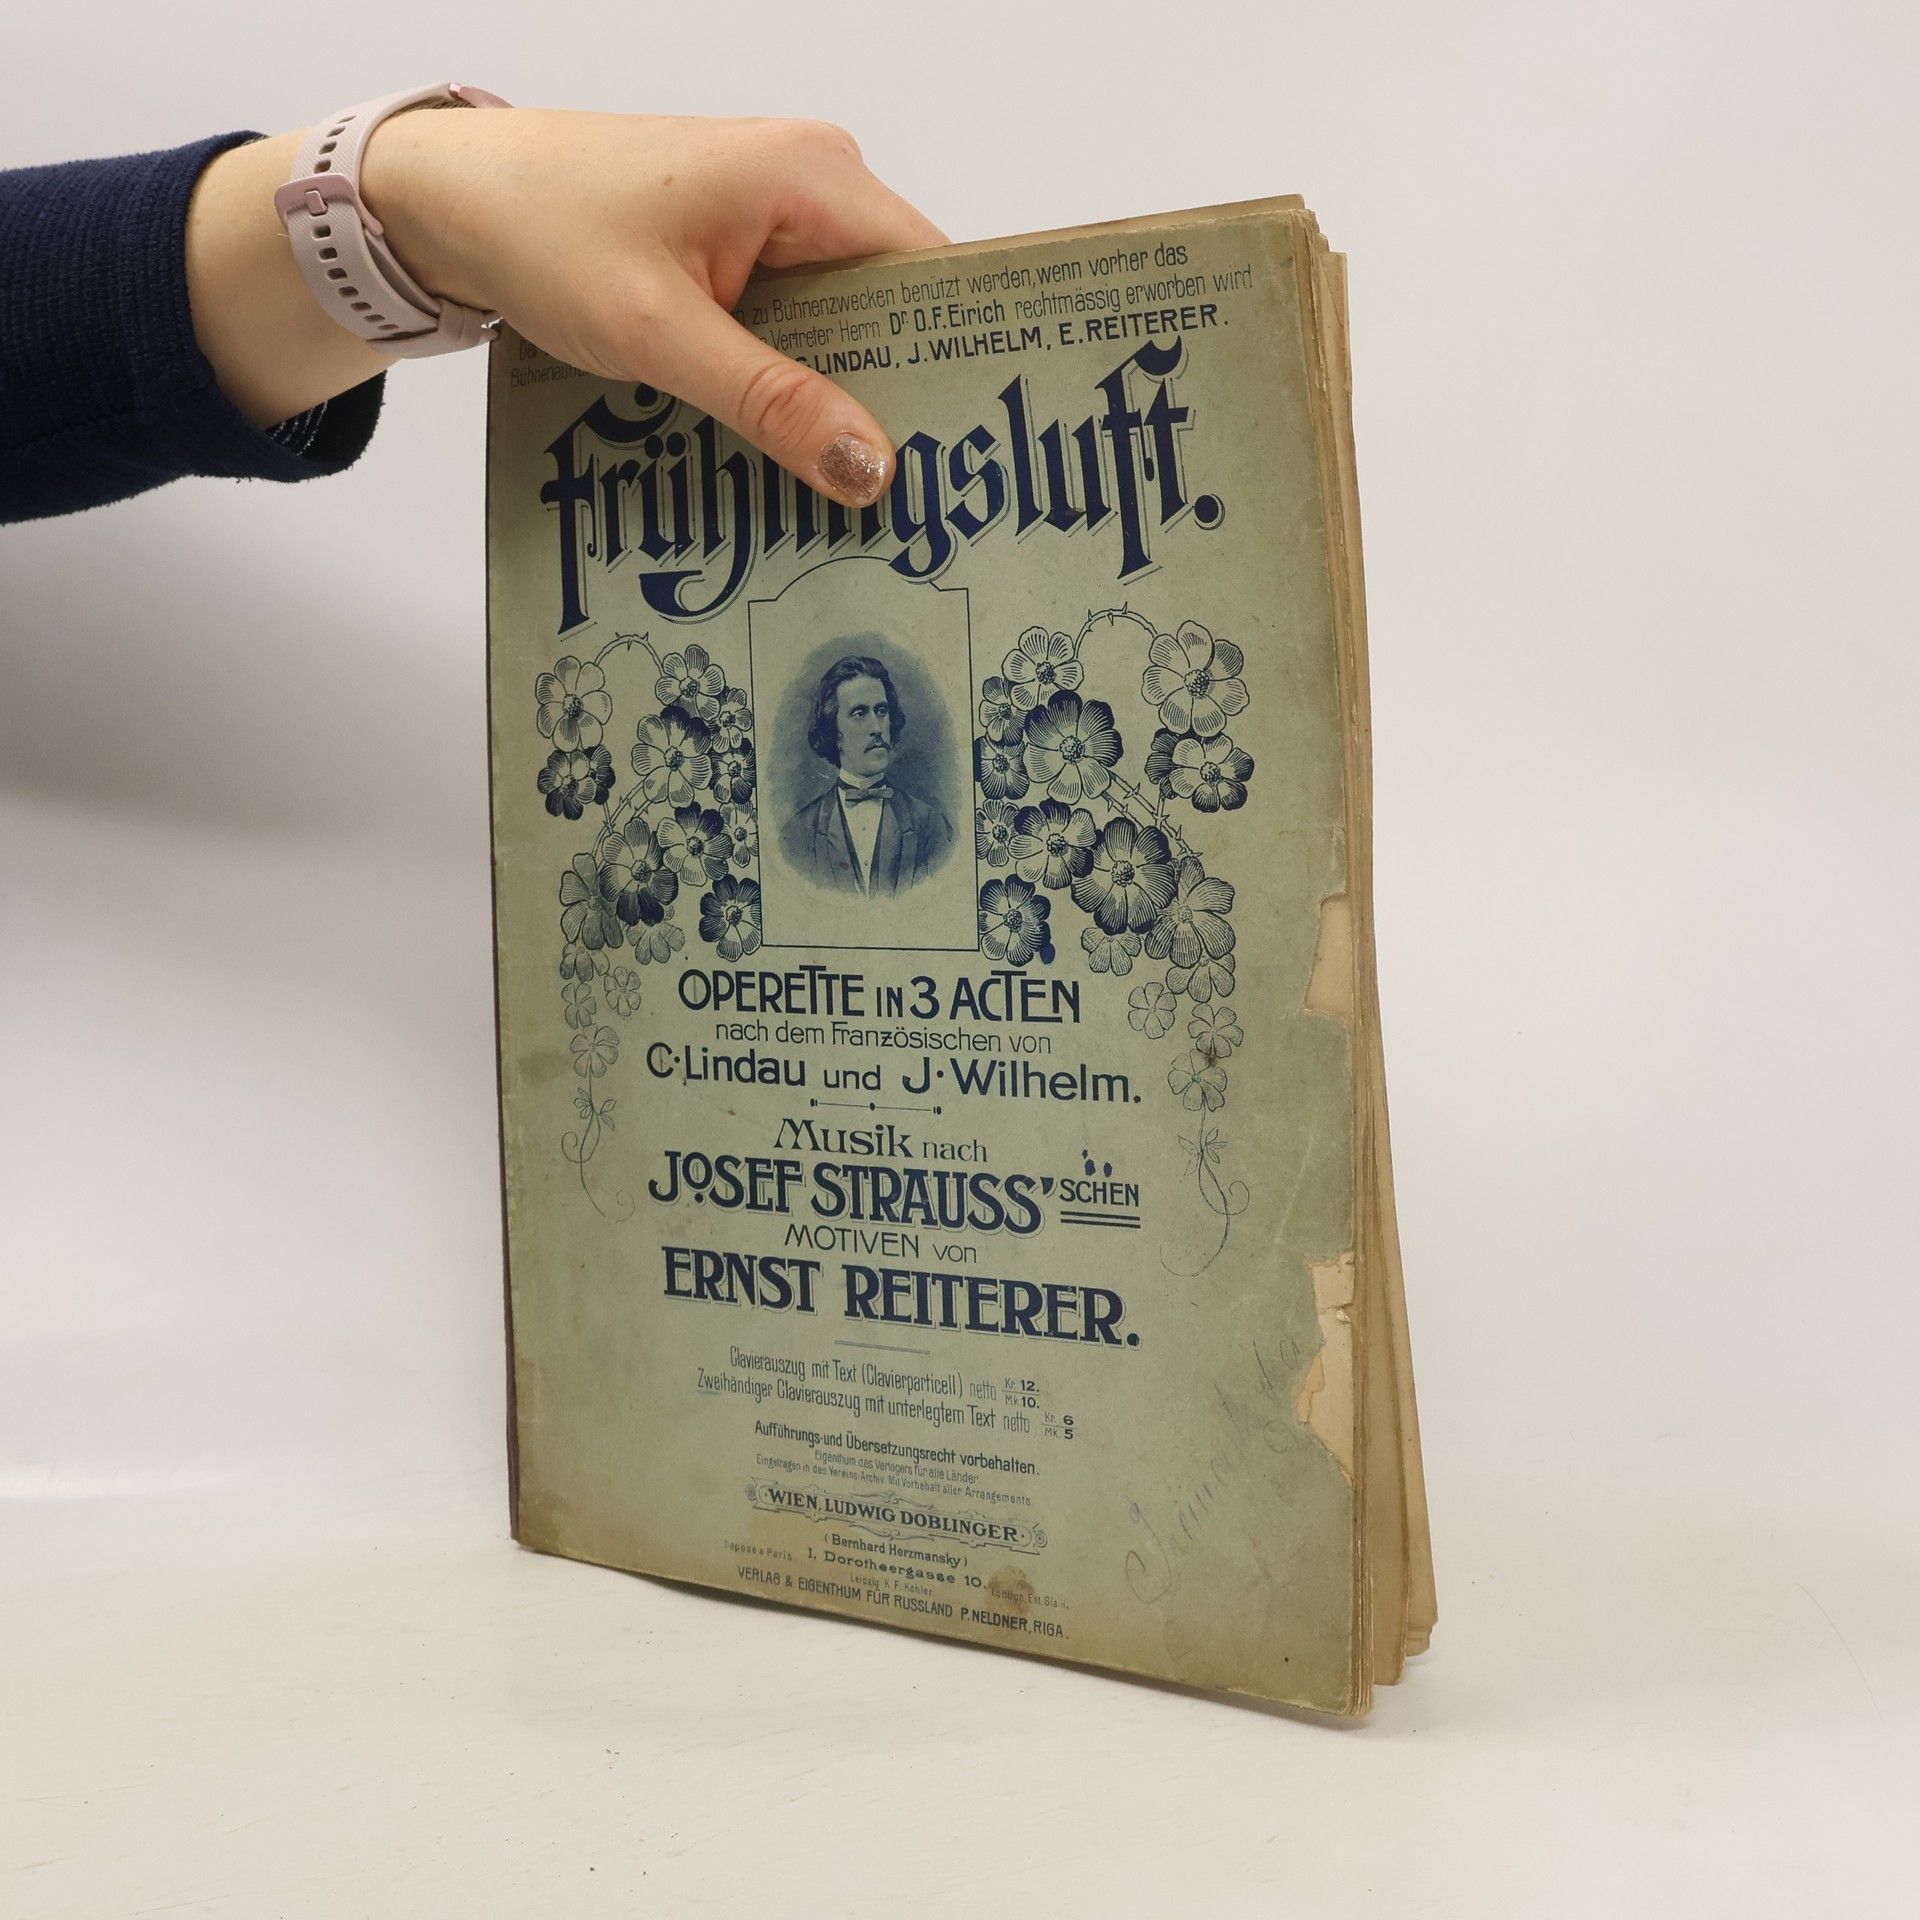 zu Bühnenzwecken benützt werden, wenn vorher das
Vertreter Herrn Dr. O.F. Eirich rechtmässig erworben wird
LINDAU, J. WILHELM, E. REITERER.
Frühlingsluft.
OPERETTE IN 3 ACTEN
nach dem Französischen von
C. Lindau und J. Wilhelm.
Musik nach
JOSEF STRAUSS'SCHEN
MOTIVEN von
ERNST REITERER.
Clavierauszug mit Text (Clavierparticell) netto Kr. 12. Mk 10.
Zweihändiger Clavierauszug mit unterlegtem Text netto Kr. 6 Mk. 5
Aufführungs-und Übersetzungsrecht vorbehalten.
Eigenthum des Verlegers für alle Länder.
Eingetragen in das Vereins-Archiv. Mit Vorbehalt aller Arrangements.
WIEN, LUDWIG DOBLINGER
(Bernhard Herzmansky)
Déposé a Paris. I. Dorotheergasse 10. London, Ent. Sta.
Leipzig K. F. Köhler.
VERLAG & EIGENTHUM FÜR RUSSLAND P. NELDNER, RIGA.